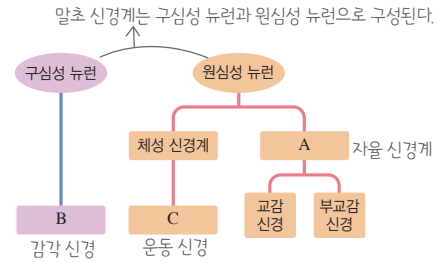 말초 신경계는 구심성 뉴런과 원심성 뉴런으로 구성된다.
구심성 뉴런
원심성 뉴런
체성 신경계
A
자율 신경계
B
C
교감
신경
부교감
신경
감각 신경
운동 신경